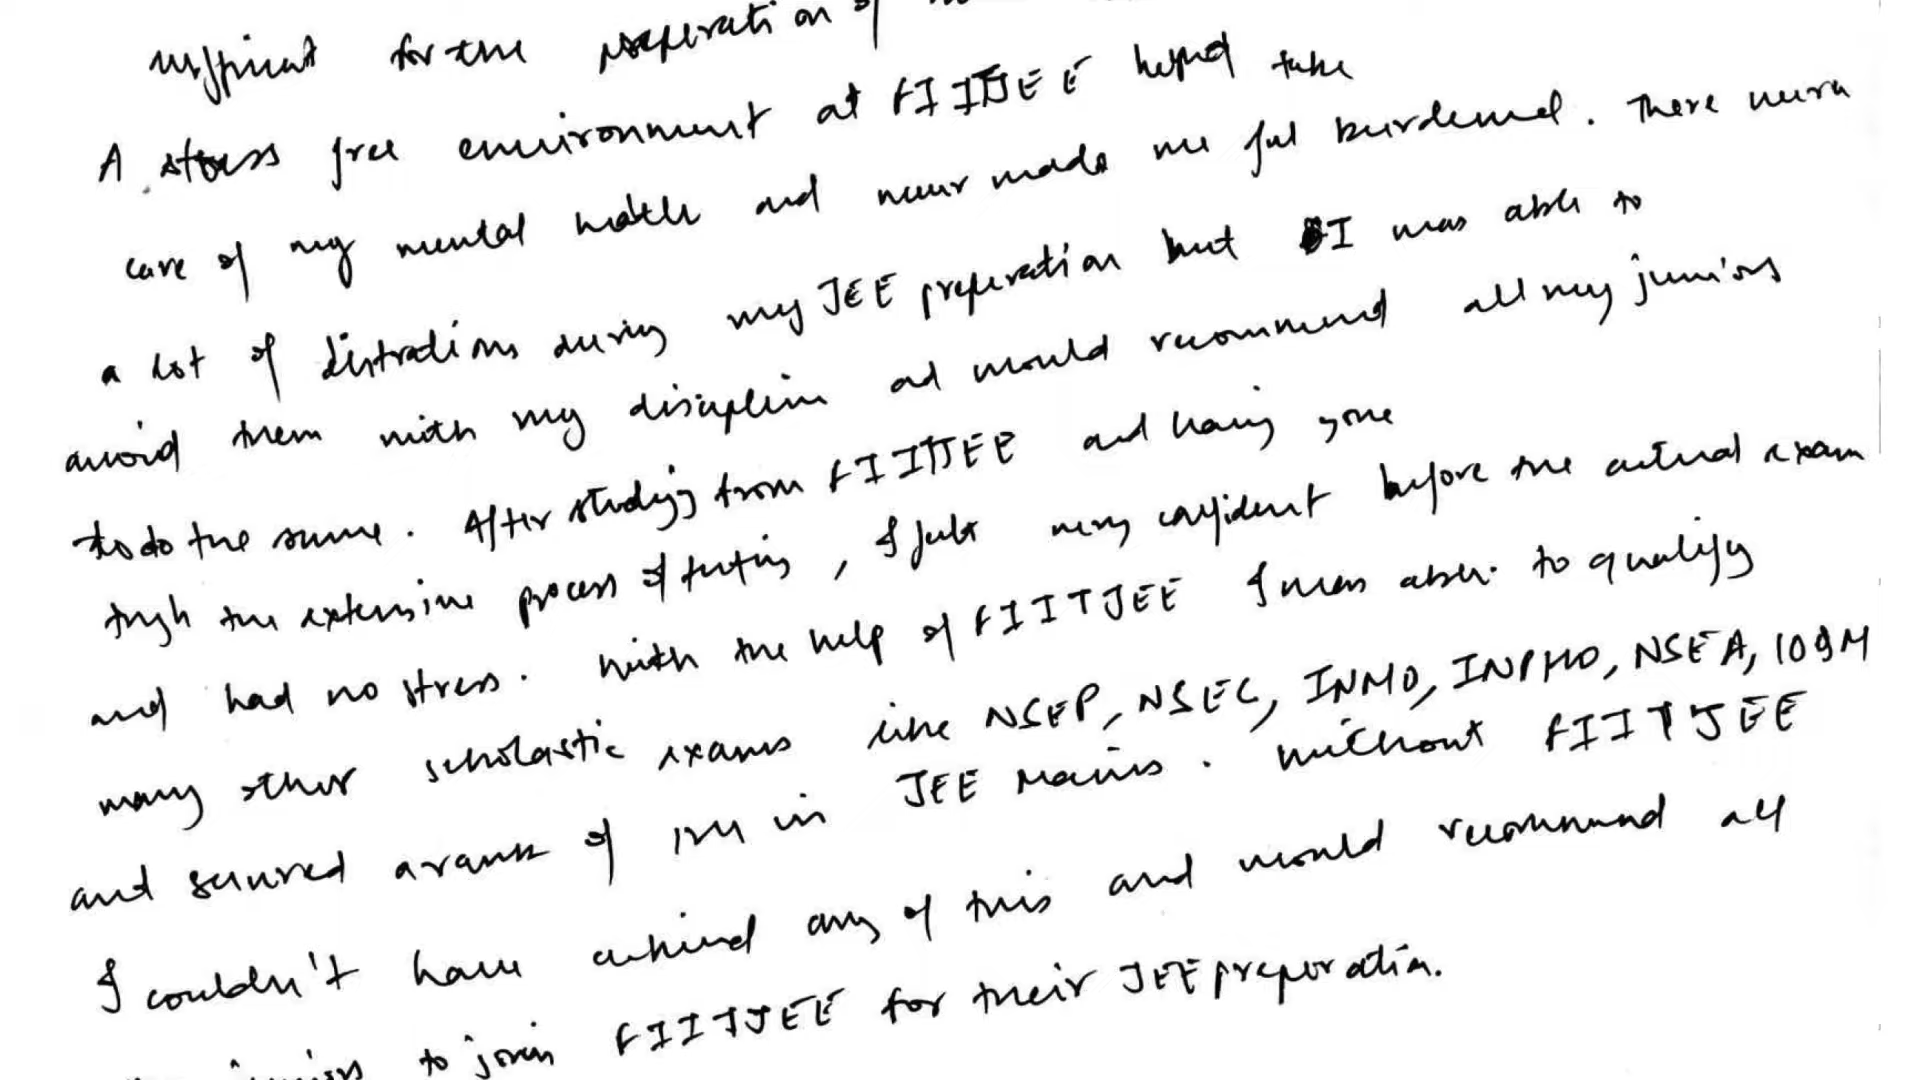 sufficient for the preparation of
A stress free environment at FIITJEE helped take
care of my mental health and never made me feel burdened. There were
a lot of distractions during my JEE preparation but I was able to
avoid them with my discipline and would recommend all my juniors
to do the same. After studying from FIITJEE and having gone
through the extensive process of testing, I felt very confident before the actual exam
and had no stress. With the help of FIITJEE I was able to qualify
many other scholastic exams like NSEP, NSEC, INMO, INPHO, NSEA, IOQM
and secured a rank of in JEE Mains. Without FIITJEE
I couldn't have achieved any of this and would recommend all
juniors to join FIITJEE for their JEE preparation.